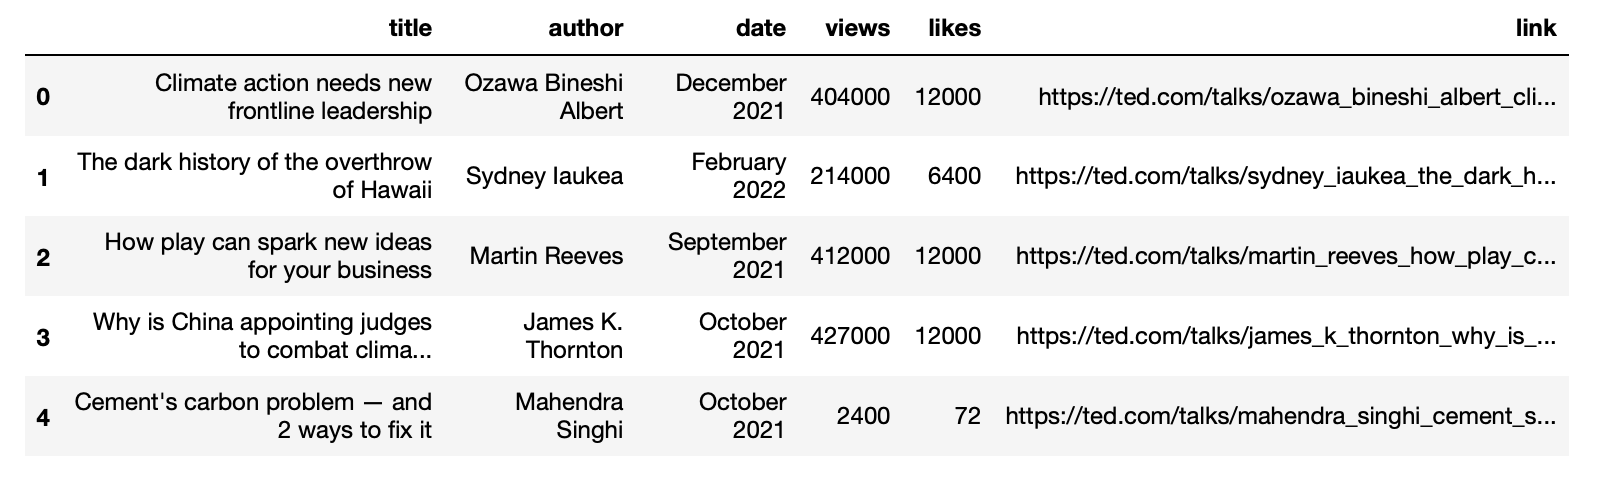 title author date views likes link
0 Climate action needs new frontline leadership Ozawa Bineshi Albert December 2021 404000 12000 https://ted.com/talks/ozawa_bineshi_albert_cli...
1 The dark history of the overthrow of Hawaii Sydney Iaukea February 2022 214000 6400 https://ted.com/talks/sydney_iaukea_the_dark_h...
2 How play can spark new ideas for your business Martin Reeves September 2021 412000 12000 https://ted.com/talks/martin_reeves_how_play_c...
3 Why is China appointing judges to combat clima... James K. Thornton October 2021 427000 12000 https://ted.com/talks/james_k_thornton_why_is_...
4 Cement's carbon problem — and 2 ways to fix it Mahendra Singhi October 2021 2400 72 https://ted.com/talks/mahendra_singhi_cement_s...